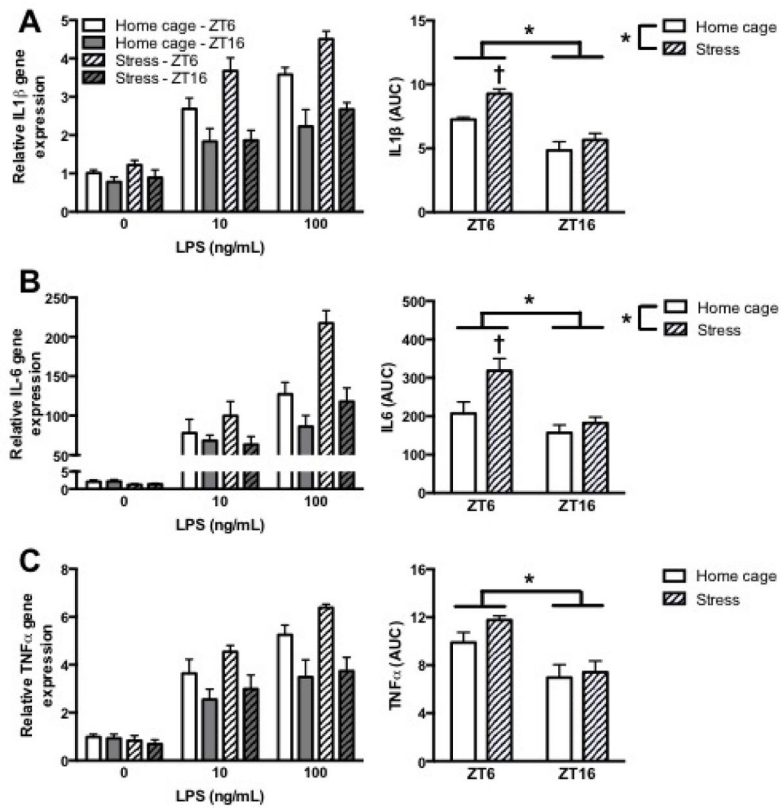 A
Relative IL1β gene
expression
5
4
3
2
1
0
Home cage - ZT6
Home cage - ZT16
Stress - ZT6
Stress - ZT16
0
10
100
LPS (ng/mL)
IL1β (AUC)
15
10
5
0
*
†
ZT6
ZT16
*
Home cage
Stress
B
Relative IL-6 gene
expression
250
200
150
100
50
5
0
0
10
100
LPS (ng/mL)
IL6 (AUC)
500
400
300
200
100
0
*
†
ZT6
ZT16
*
Home cage
Stress
C
Relative TNFα gene
expression
8
6
4
2
0
0
10
100
LPS (ng/mL)
TNFα (AUC)
16
12
8
4
0
*
ZT6
ZT16
Home cage
Stress